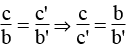 c/b = c'/b' ⇒ c/c' = b/b'